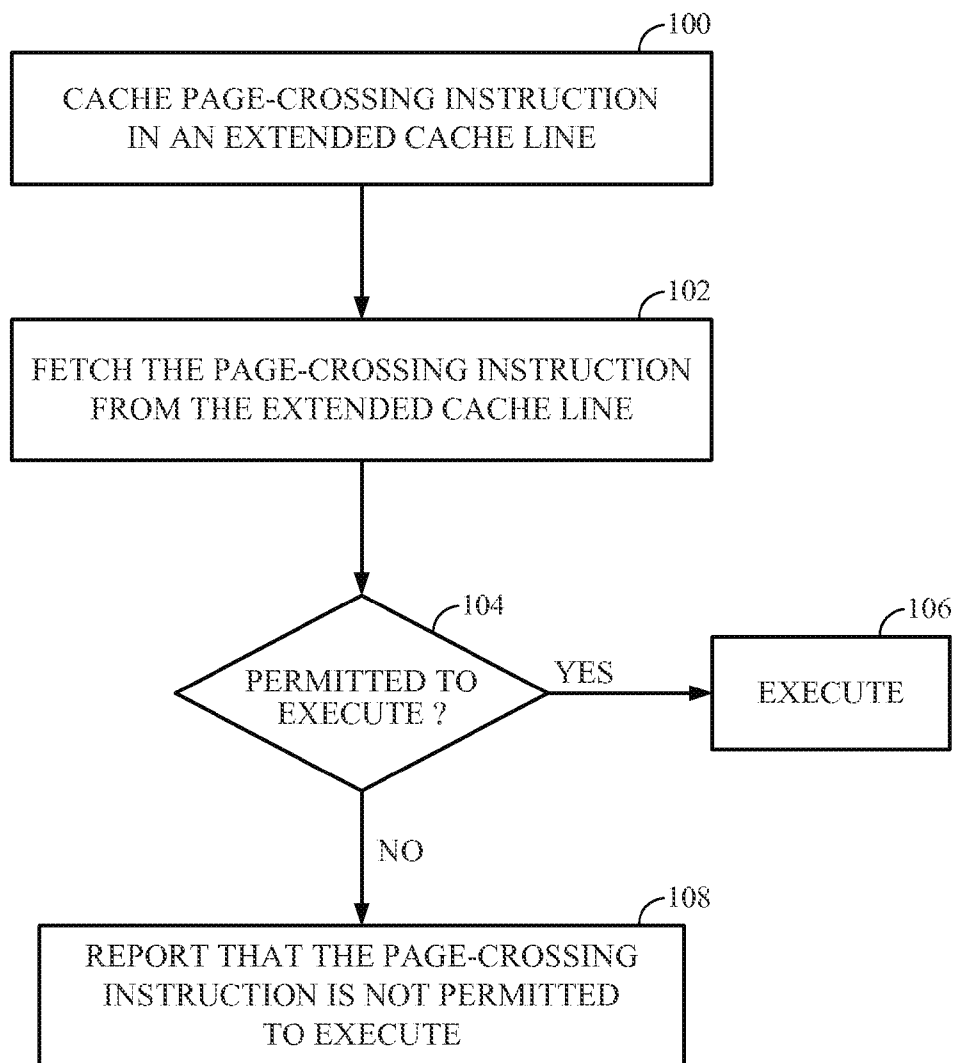 100
CACHE PAGE-CROSSING INSTRUCTION
IN AN EXTENDED CACHE LINE
102
FETCH THE PAGE-CROSSING INSTRUCTION
FROM THE EXTENDED CACHE LINE
104
PERMITTED TO
EXECUTE ?
YES
106
EXECUTE
NO
108
REPORT THAT THE PAGE-CROSSING
INSTRUCTION IS NOT PERMITTED
TO EXECUTE